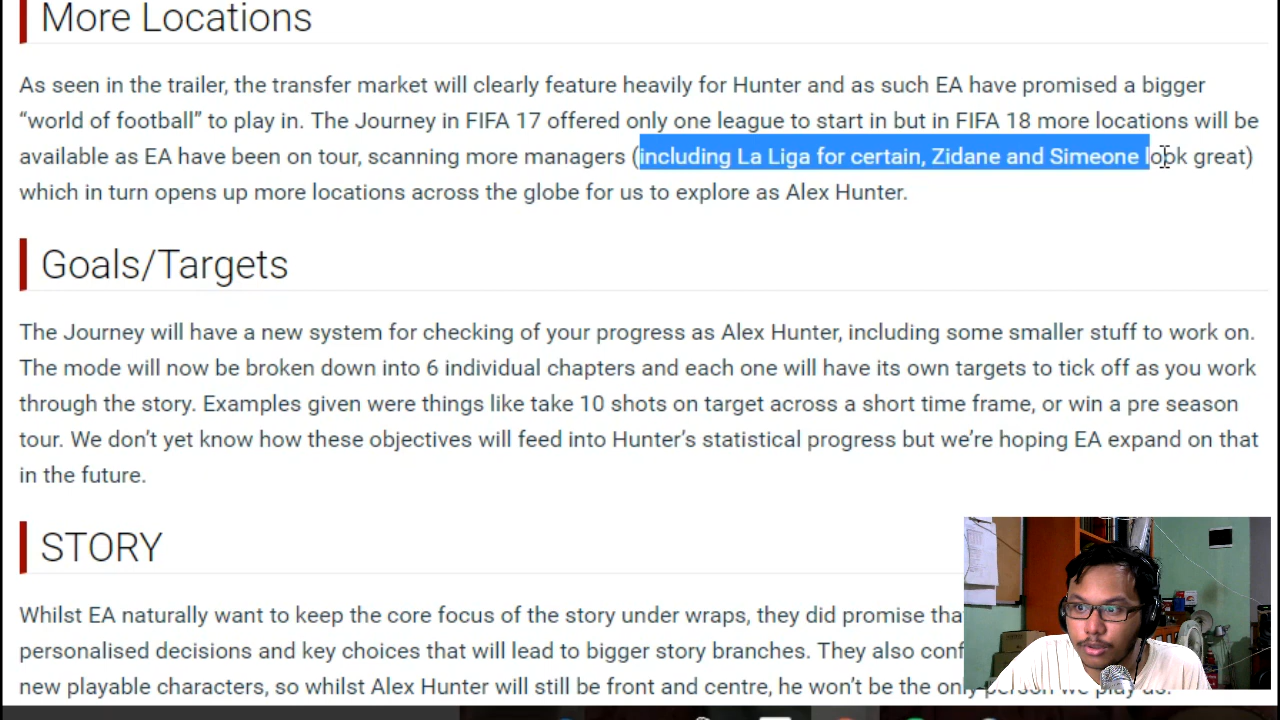 More Locations
As seen in the trailer, the transfer market will clearly feature heavily for Hunter and as such EA have promised a bigger
“world of football” to play in. The Journey in FIFA 17 offered only one league to start in but in FIFA 18 more locations will be
available as EA have been on tour, scanning more managers (including La Liga for certain, Zidane and Simeone look great)
which in turn opens up more locations across the globe for us to explore as Alex Hunter.
Goals/Targets
The Journey will have a new system for checking of your progress as Alex Hunter, including some smaller stuff to work on.
The mode will now be broken down into 6 individual chapters and each one will have its own targets to tick off as you work
through the story. Examples given were things like take 10 shots on target across a short time frame, or win a pre season
tour. We don’t yet know how these objectives will feed into Hunter’s statistical progress but we’re hoping EA expand on that
in the future.
STORY
Whilst EA naturally want to keep the core focus of the story under wraps, they did promise tha
personalised decisions and key choices that will lead to bigger story branches. They also conf
new playable characters, so whilst Alex Hunter will still be front and centre, he won’t be the only person we play us.